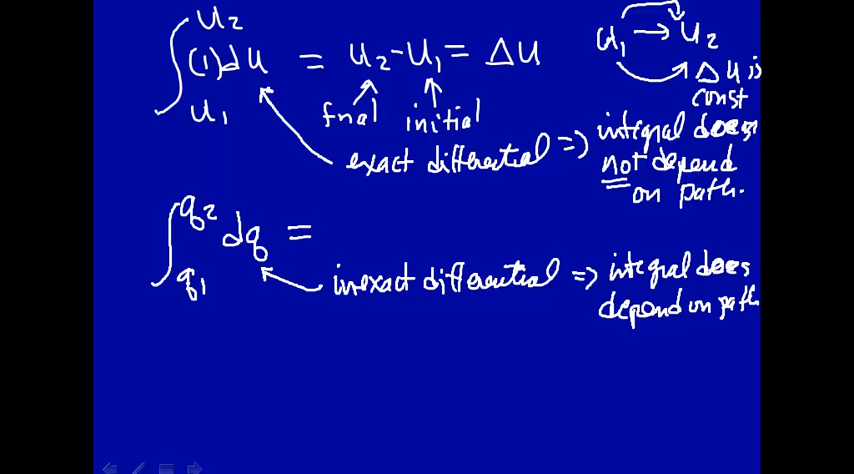 ∫_{U₁}^{U₂} (1)dU = U₂-U₁ = ΔU
fnal initial
U₁ → U₂
ΔU is
const
exact differential => integral does
not depend
on path.
∫_{q₁}^{q₂} dq =
inexact differential => integral does
depend on path